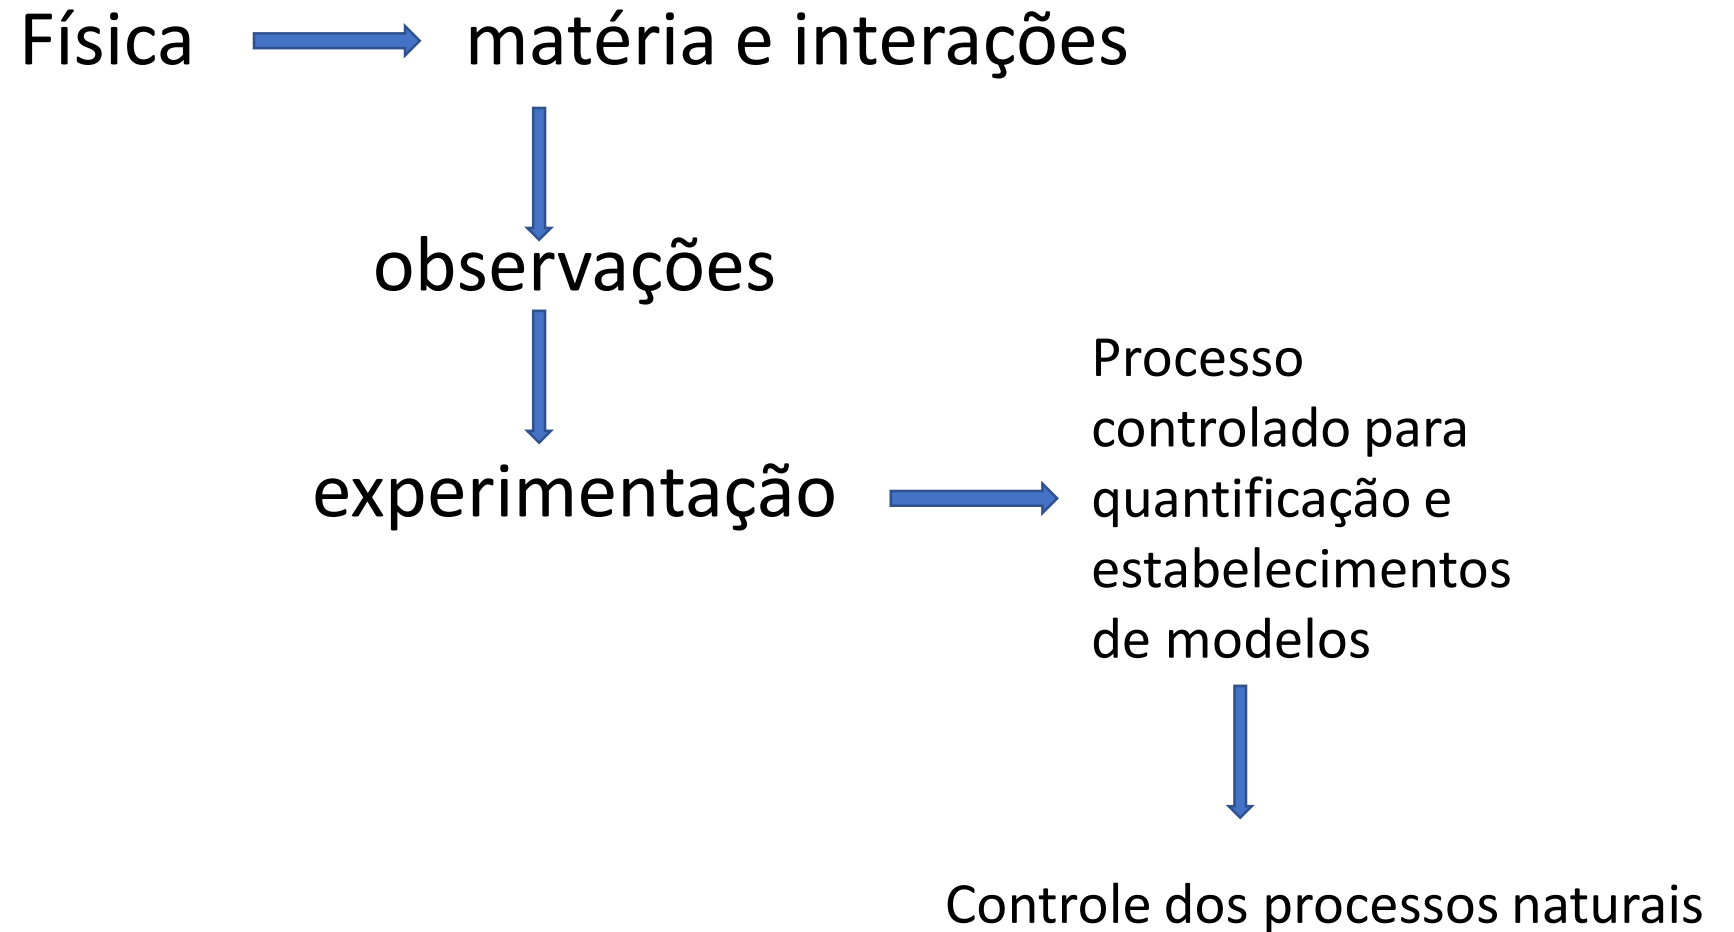 Física matéria e interações
observações
experimentação
Processo
controlado para
quantificação e
estabelecimentos
de modelos
Controle dos processos naturais